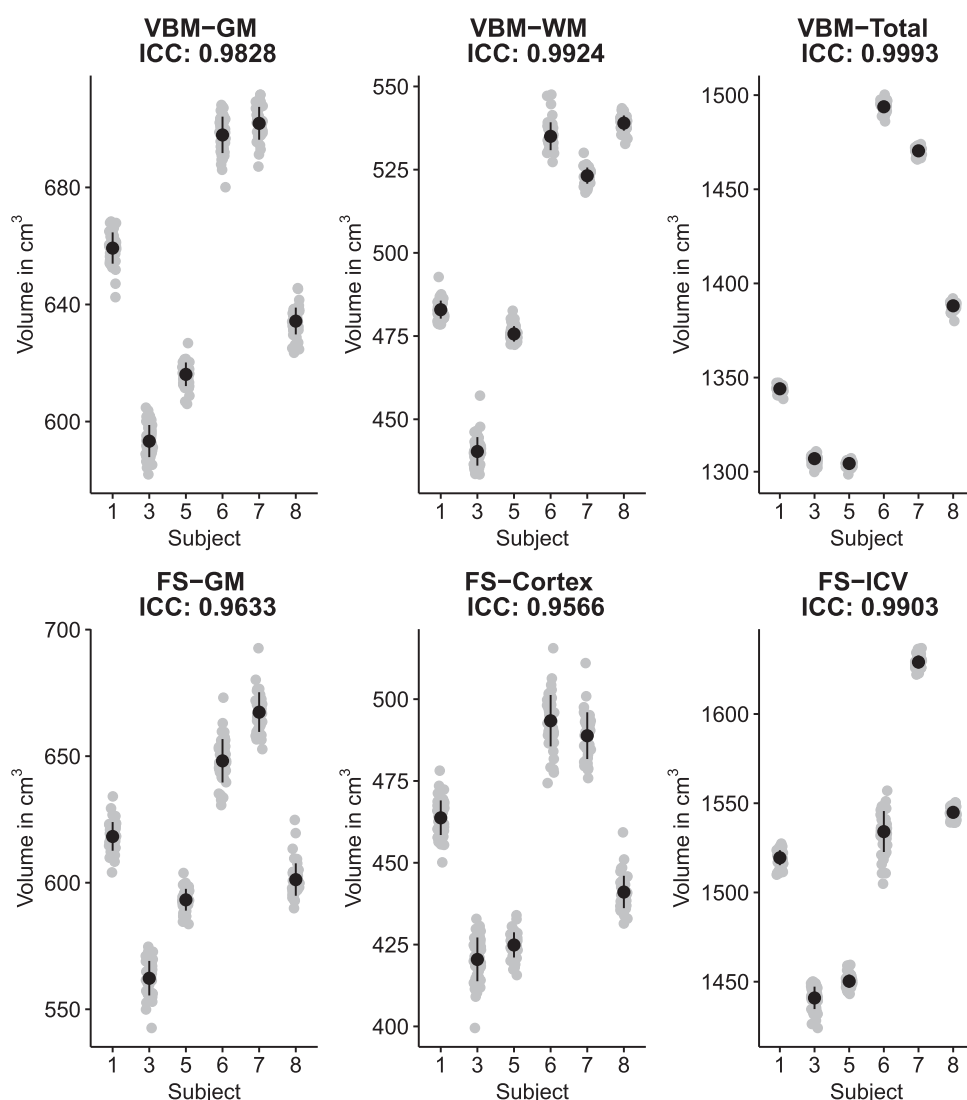 VBM−GM
ICC: 0.9828
Volume in cm³
680
640
600
1 3 5 6 7 8
Subject
VBM−WM
ICC: 0.9924
Volume in cm³
550
525
500
475
450
1 3 5 6 7 8
Subject
VBM−Total
ICC: 0.9993
Volume in cm³
1500
1450
1400
1350
1300
1 3 5 6 7 8
Subject
FS−GM
ICC: 0.9633
Volume in cm³
700
650
600
550
1 3 5 6 7 8
Subject
FS−Cortex
ICC: 0.9566
Volume in cm³
500
475
450
425
400
1 3 5 6 7 8
Subject
FS−ICV
ICC: 0.9903
Volume in cm³
1600
1550
1500
1450
1 3 5 6 7 8
Subject